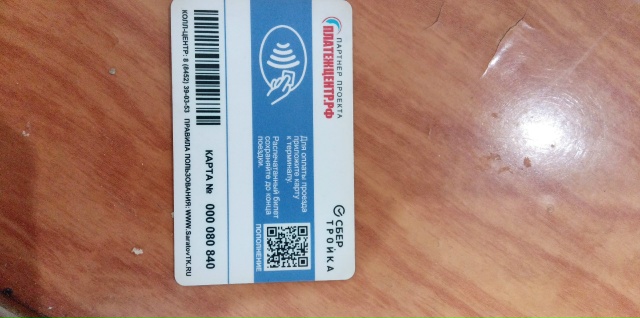 ПАРТНЕР ПРОЕКТА
ПЛАТЕЖЦЕНТР.РФ
СБЕР
ТРОЙКА
Для оплаты проезда
приложите карту
к терминалу.
Распечатанный билет
сохраняйте до конца
поездки.
ПОПОЛНЕНИЕ
КАРТА № 000 080 840
КОЛЛ-ЦЕНТР: 8 (8452) 39-03-53 ПРАВИЛА ПОЛЬЗОВАНИЯ: WWW.SaratovTK.RU